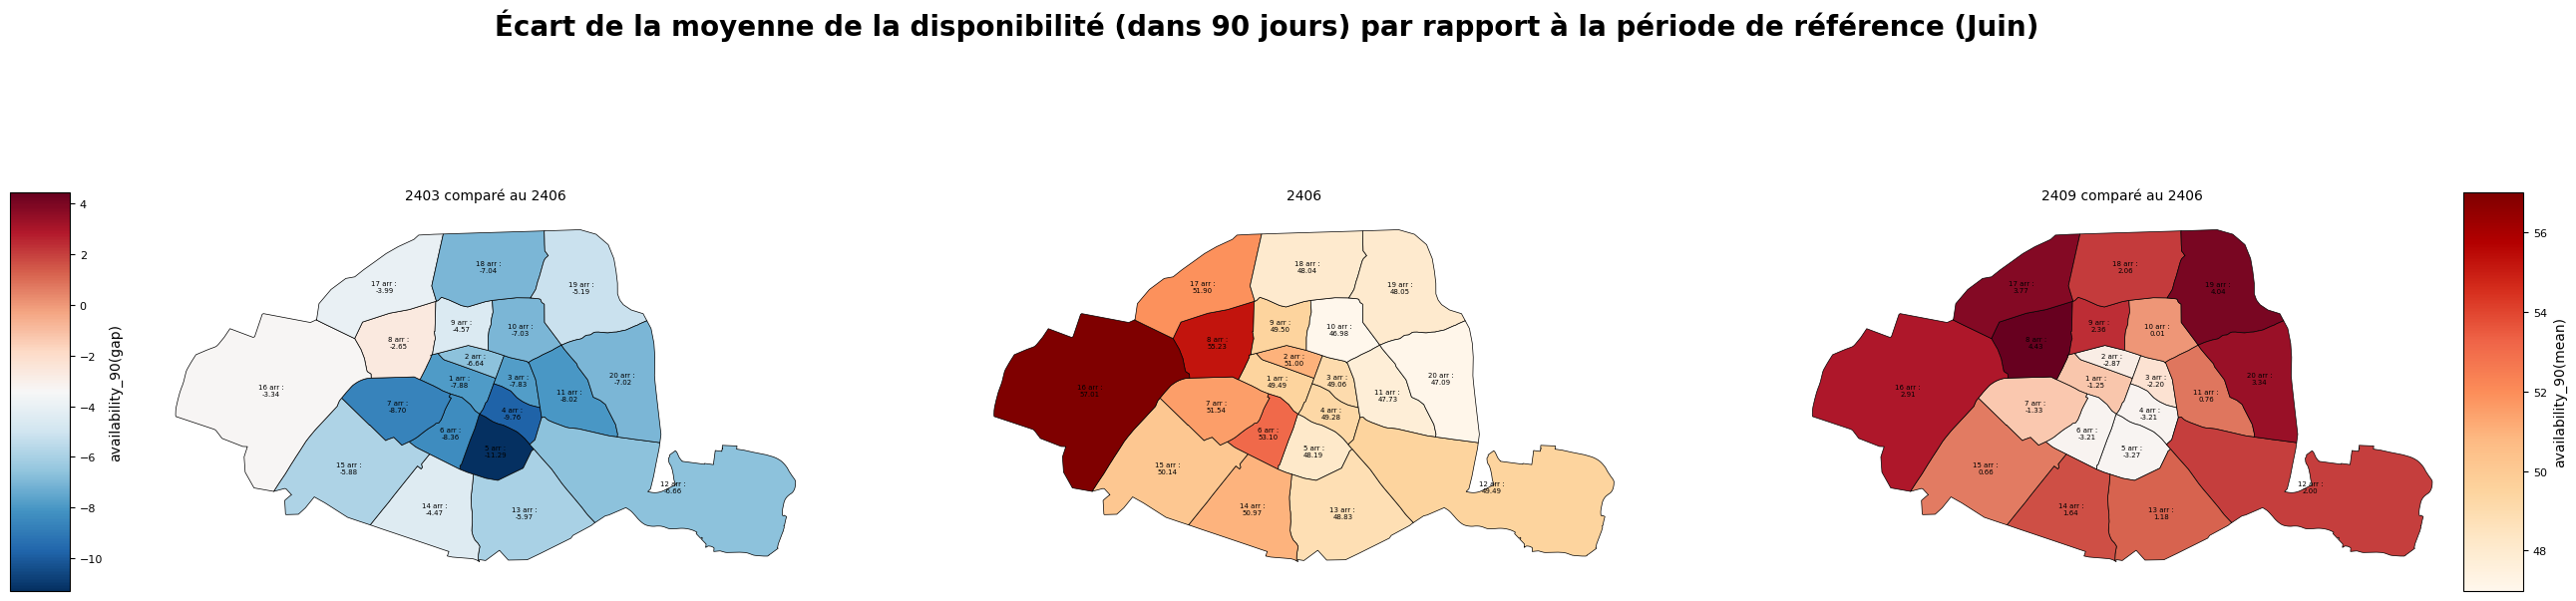 Écart de la moyenne de la disponibilité (dans 90 jours) par rapport à la période de référence (Juin)
2403 comparé au 2406
4
2
0
−2
−4
−6
−8
−10
availability_90(gap)
18 arr :
-7.04
17 arr :
-3.99
19 arr :
-5.19
9 arr :
-4.57
10 arr :
-7.03
8 arr :
-2.65
2 arr :
-6.64
1 arr :
-7.88
3 arr :
-7.83
20 arr :
-7.02
16 arr :
-3.34
11 arr :
-8.02
7 arr :
-8.70
4 arr :
-9.76
6 arr :
-8.36
5 arr :
-11.29
15 arr :
-5.88
12 arr :
-6.66
14 arr :
-4.47
13 arr :
-5.97
2406
18 arr :
48.04
17 arr :
51.90
19 arr :
48.05
9 arr :
49.50
10 arr :
46.98
8 arr :
55.23
2 arr :
51.00
1 arr :
49.49
3 arr :
49.06
20 arr :
47.09
16 arr :
57.01
11 arr :
47.73
7 arr :
51.54
4 arr :
49.28
6 arr :
53.10
5 arr :
48.19
15 arr :
50.14
12 arr :
49.49
14 arr :
50.97
13 arr :
48.83
2409 comparé au 2406
18 arr :
2.06
17 arr :
3.77
19 arr :
4.04
9 arr :
2.36
10 arr :
0.01
8 arr :
2 arr :
-2.87
1 arr :
-1.25
3 arr :
-2.20
20 arr :
3.34
16 arr :
2.91
11 arr :
0.76
7 arr :
-1.33
4 arr :
-3.21
6 arr :
-3.21
5 arr :
-3.27
15 arr :
0.66
12 arr :
2.00
14 arr :
1.64
13 arr :
1.18
56
54
52
50
48
availability_90(mean)